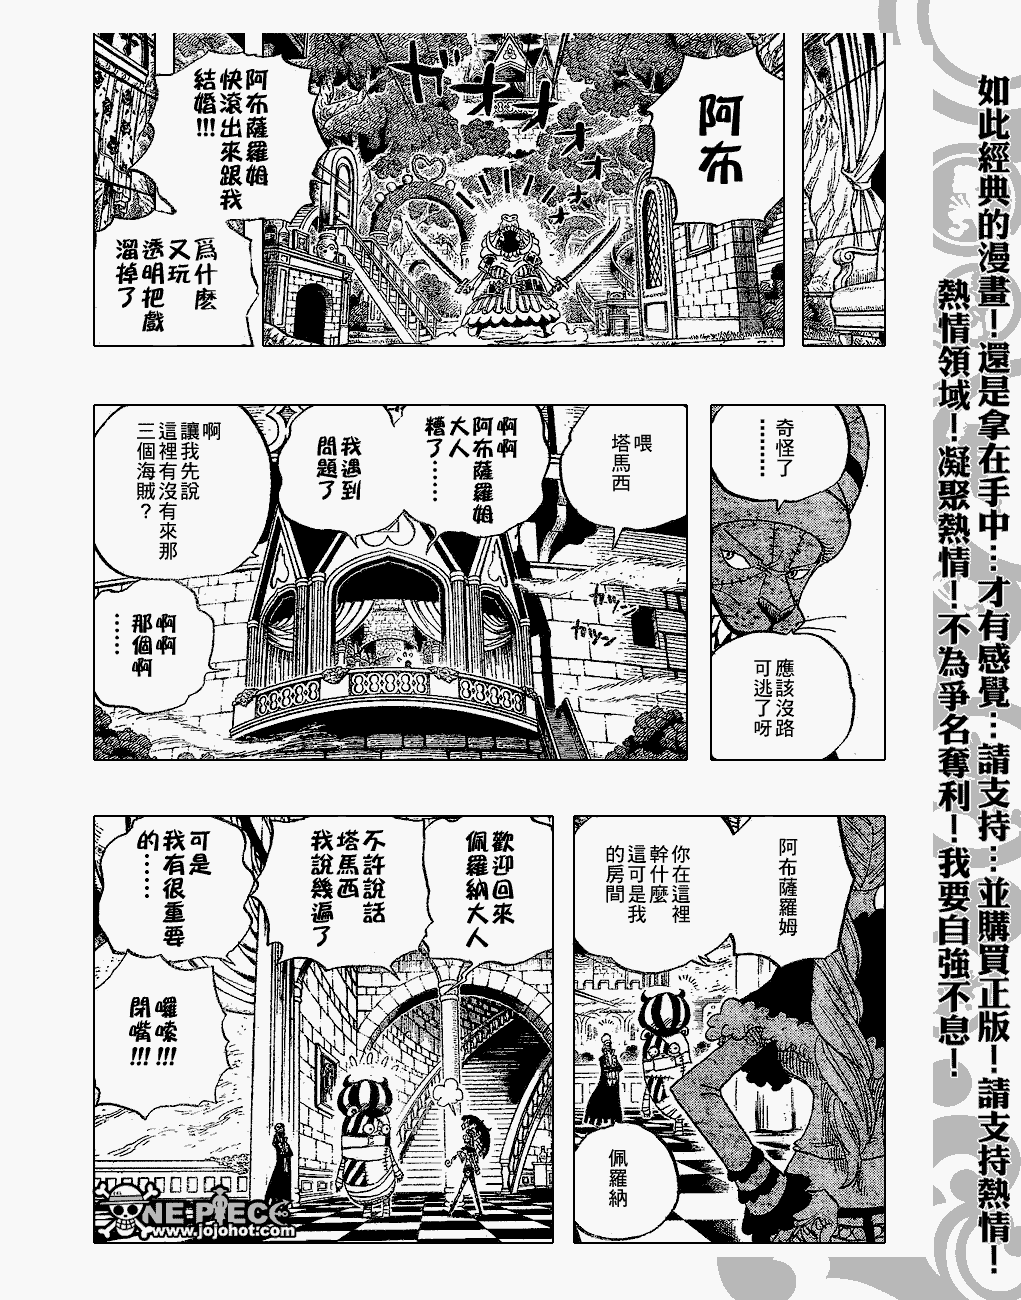 阿布
ガオオオオオ
阿布薩羅姆
快滾出來跟我
結婚!!!
爲什麼
又玩
透明把戲
溜掉了
奇怪了
………
應該沒路
可逃了呀
喂
塔馬西
啊啊
阿布薩羅姆
大人
糟了……
我遇到
問題了
啊
讓我先說
這裡有沒有來那
三個海賊？
啊啊
那個啊
……
阿布薩羅姆
你在這裡
幹什麼
這可是我
的房間
佩羅納
歡迎回來
佩羅納大人
不許說話
塔馬西
我說幾遍了
可是
我有很重要
的……
囉嗦!!!
閉嘴!!!
ONE PIECE
www.jojohot.com
如此經典的漫畫！還是拿在手中…才有感覺…請支持…並購買正版！請支持熱情！
熱情領域！凝聚熱情！不為爭名奪利！我要自強不息！